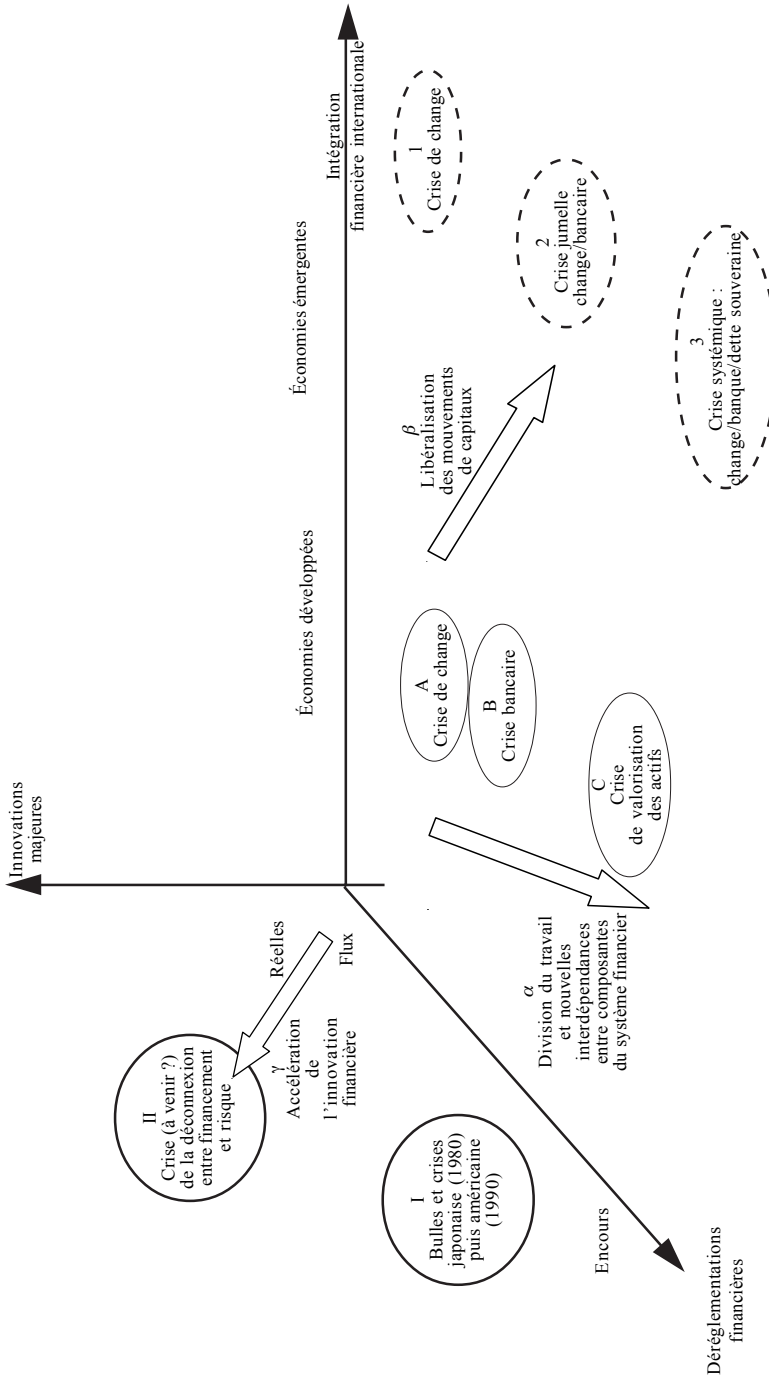 Innovations
majeures
Économies développées
Économies émergentes
Intégration
financière internationale
Réelles
Flux
γ
Accélération
de
l’innovation
financière
II
Crise (à venir ?)
de la déconnexion
entre financement
et risque
I
Bulles et crises
japonaise (1980)
puis américaine
(1990)
Encours
Déréglementations
financières
α
Division du travail
et nouvelles
interdépendances
entre composantes
du système financier
A
Crise de change
B
Crise bancaire
C
Crise
de valorisation
des actifs
β
Libéralisation
des mouvements
de capitaux
1
Crise de change
2
Crise jumelle
change/bancaire
3
Crise systémique :
change/banque/dette souveraine